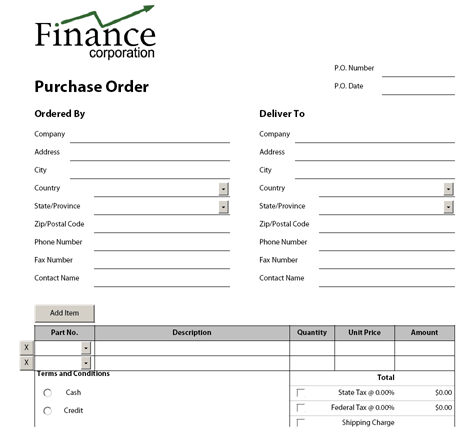 Finance
corporation
P.O. Number
Purchase Order
P.O. Date
Ordered By
Deliver To
Company
Company
Address
Address
City
City
Country
Country
State/Province
State/Province
Zip/Postal Code
Zip/Postal Code
Phone Number
Phone Number
Fax Number
Fax Number
Contact Name
Contact Name
Add Item
Part No. Description Quantity Unit Price Amount
X
X
Terms and Conditions
Total
Cash
State Tax @ 0.00% $0.00
Credit
Federal Tax @ 0.00% $0.00
Shipping Charge